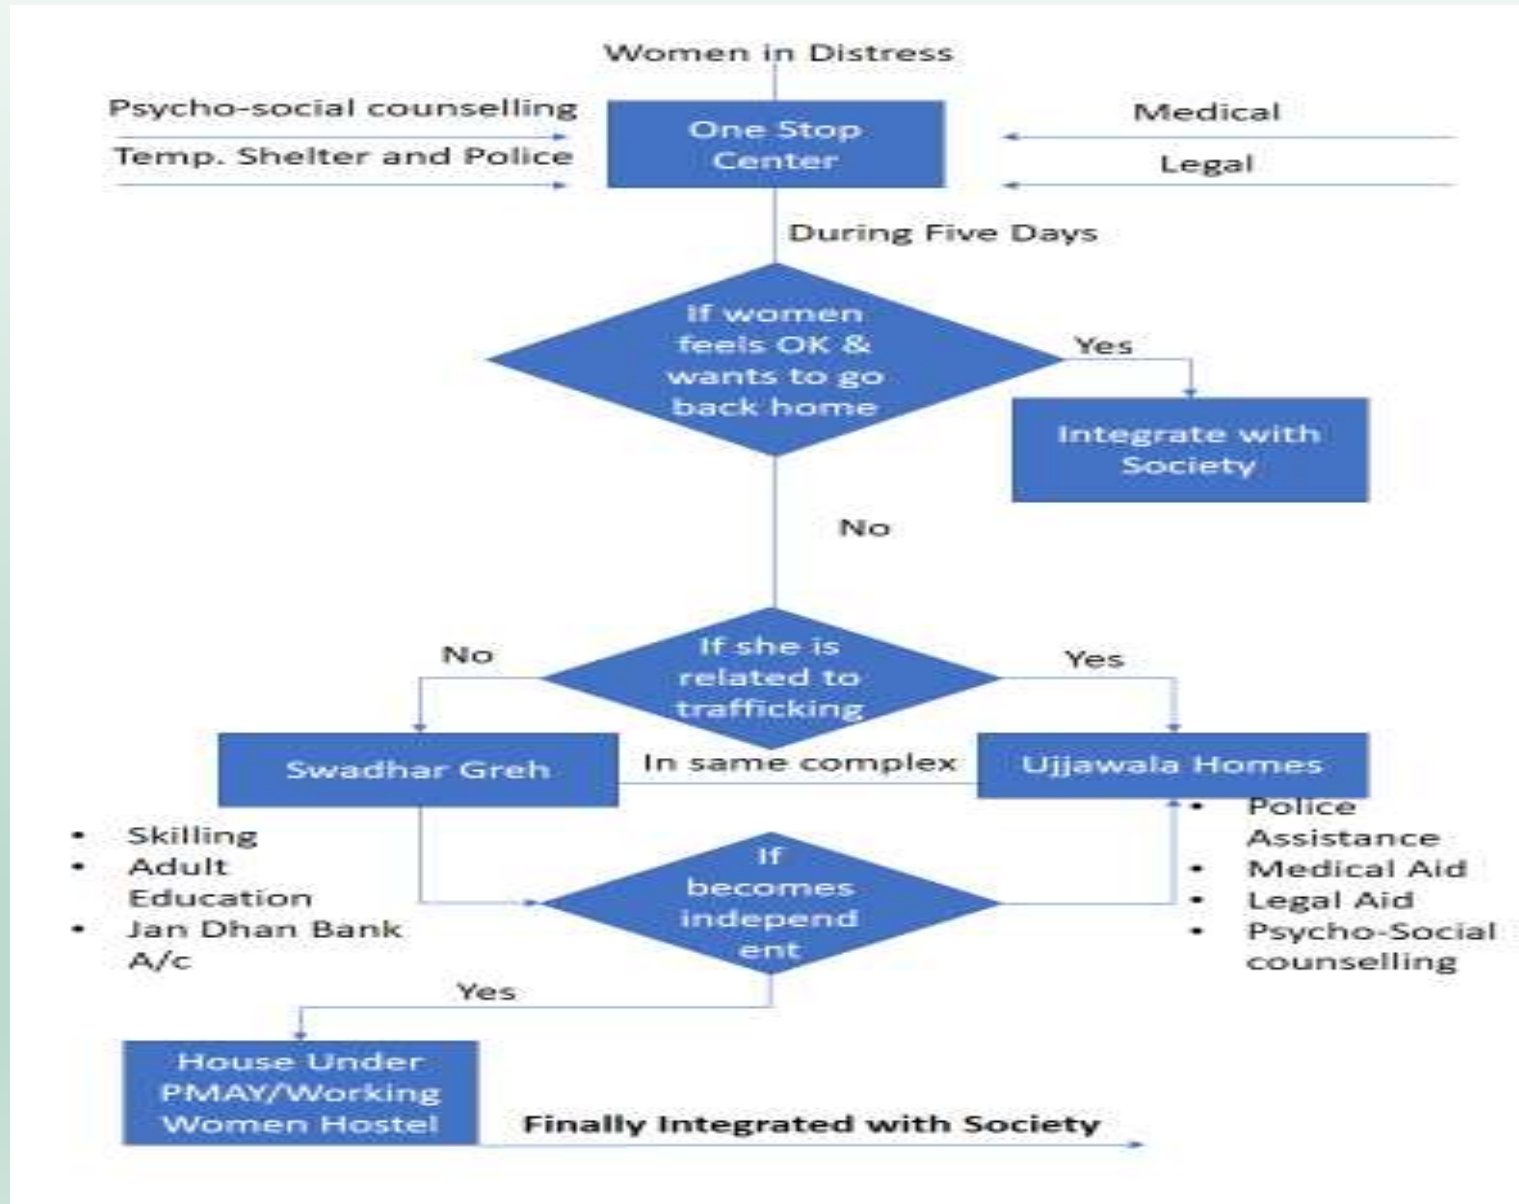 Women in Distress
Psycho-social counselling
Temp. Shelter and Police
One Stop
Center
Medical
Legal
During Five Days
If women
feels OK &
wants to go
back home
Yes
Integrate with
Society
No
If she is
related to
trafficking
No
Yes
Swadhar Greh
In same complex
Ujjawala Homes
• Skilling
• Adult
Education
• Jan Dhan Bank
A/c
If
becomes
independ
ent
• Police
Assistance
• Medical Aid
• Legal Aid
• Psycho-Social
counselling
Yes
House Under
PMAY/Working
Women Hostel
Finally Integrated with Society